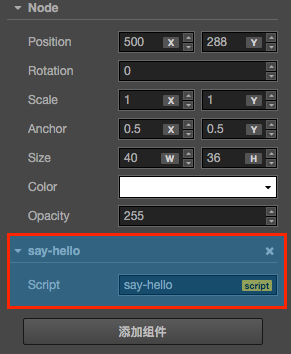 Node
Position 500 X 288 Y
Rotation 0
Scale 1 X 1 Y
Anchor 0.5 X 0.5 Y
Size 40 W 36 H
Color
Opacity 255
say-hello
Script say-hello script
添加组件